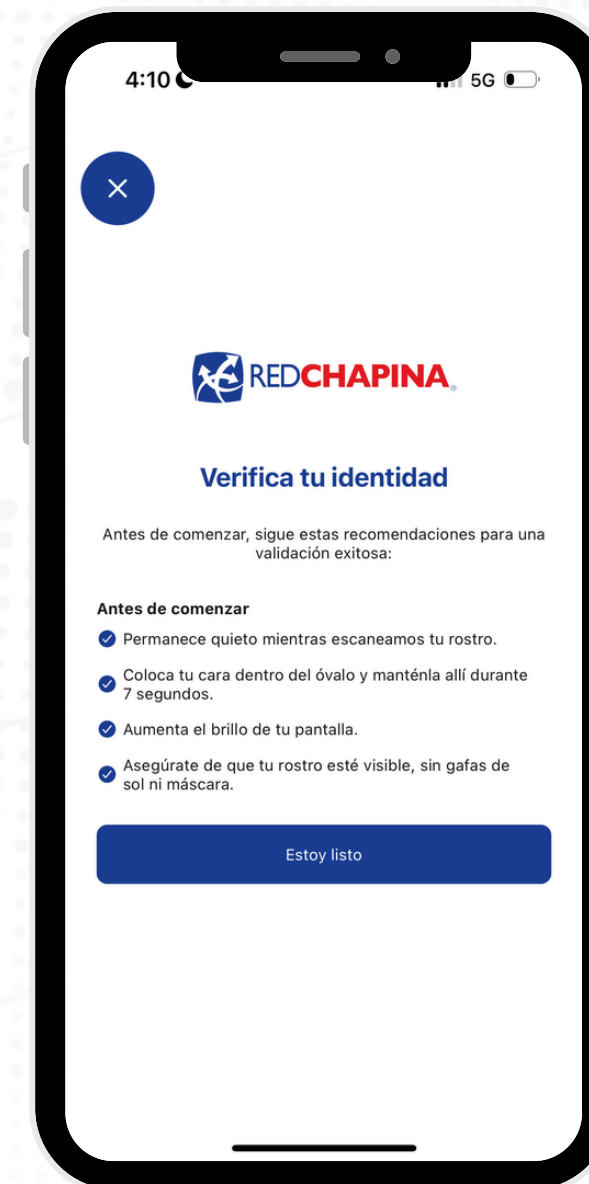 4:10 5G
REDCHAPINA®
Verifica tu identidad
Antes de comenzar, sigue estas recomendaciones para una
validación exitosa:
Antes de comenzar
Permanece quieto mientras escaneamos tu rostro.
Coloca tu cara dentro del óvalo y manténla allí durante
7 segundos.
Aumenta el brillo de tu pantalla.
Asegúrate de que tu rostro esté visible, sin gafas de
sol ni máscara.
Estoy listo